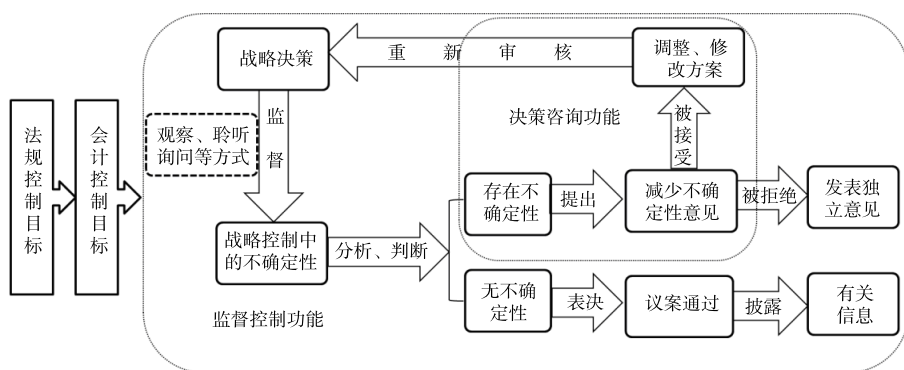 法规控制目标
会计控制目标
战略决策
重新审核
调整、修
改方案
观察、聆听
询问等方式
监督
决策咨询功能
被接受
战略控制中
的不确定性
分析、判断
存在不
确定性
提出
减少不确
定性意见
被拒绝
发表独
立意见
无不确
定性
表决
议案通过
披露
有关
信息
监督控制功能